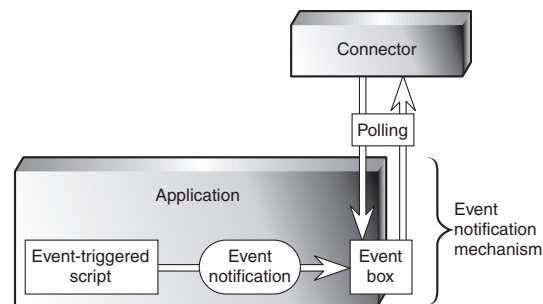 Connector
Polling
Application
Event-triggered
script
Event
notification
Event
box
Event
notification
mechanism